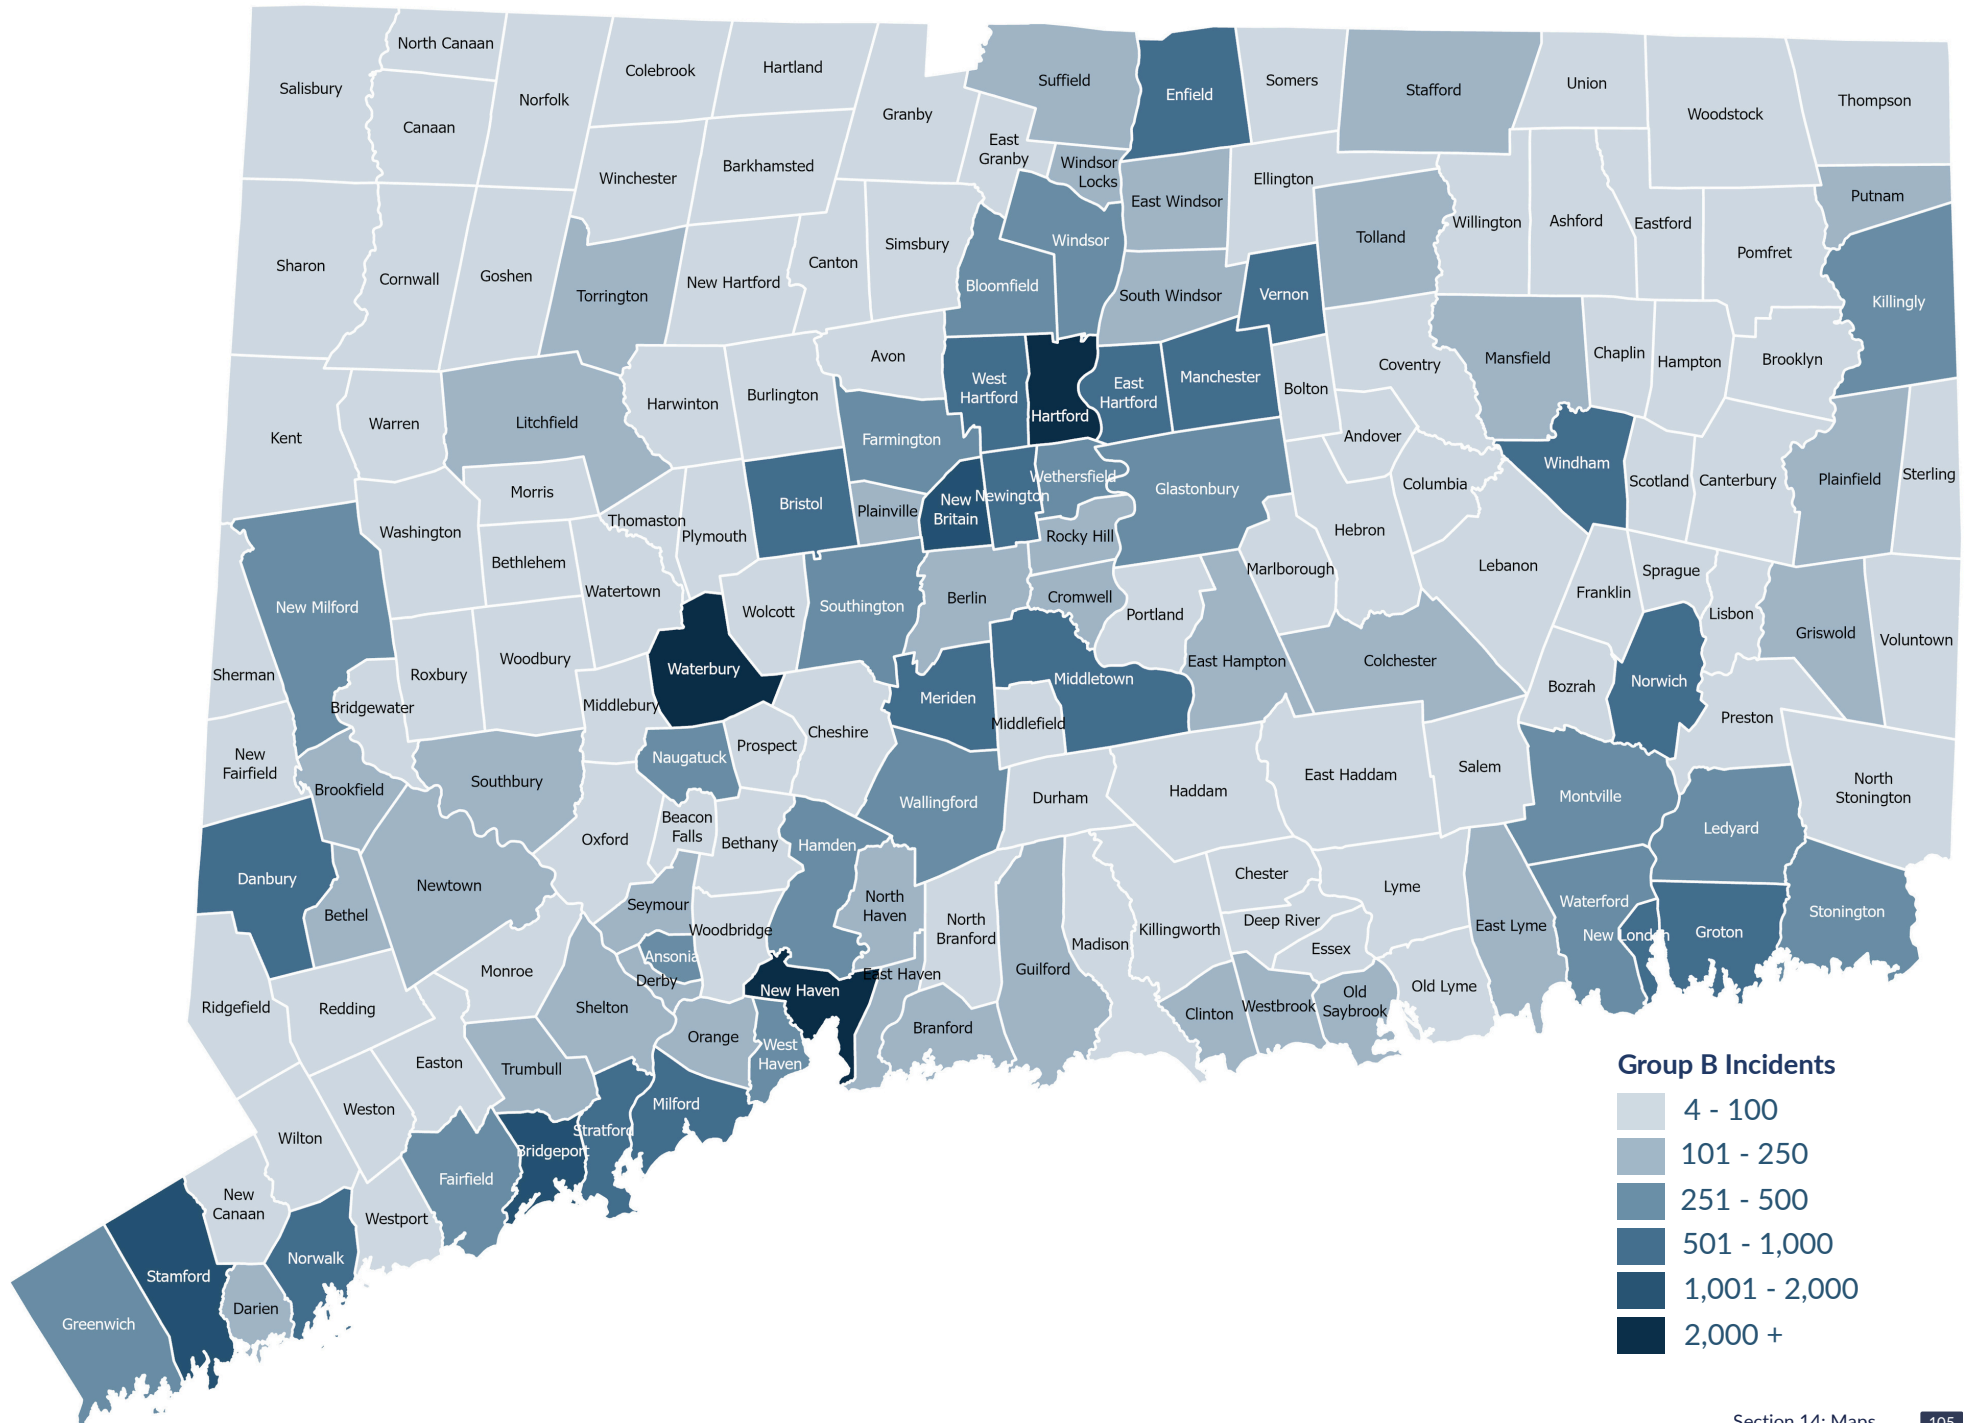 North Canaan
Salisbury
Canaan
Norfolk
Colebrook
Hartland
Granby
Suffield
Enfield
Somers
Stafford
Union
Woodstock
Thompson
East
Granby
Windsor
Locks
Winchester
Barkhamsted
East Windsor
Ellington
Tolland
Willington
Ashford
Eastford
Putnam
Pomfret
Killingly
Sharon
Cornwall
Goshen
Torrington
New Hartford
Canton
Simsbury
Bloomfield
Windsor
South Windsor
Vernon
Kent
Warren
Litchfield
Harwinton
Burlington
Avon
Farmington
West
Hartford
Hartford
East
Hartford
Manchester
Bolton
Coventry
Andover
Mansfield
Chaplin
Hampton
Brooklyn
Washington
Morris
Bethlehem
Thomaston
Plymouth
Watertown
Bristol
Plainville
New
Britain
Newington
Wethersfield
Rocky Hill
Glastonbury
Hebron
Columbia
Windham
Scotland
Canterbury
Plainfield
Sterling
New Milford
Sherman
Bridgewater
Roxbury
Woodbury
Middlebury
Waterbury
Wolcott
Southington
Berlin
Cromwell
Portland
Marlborough
East Hampton
Colchester
Lebanon
Franklin
Sprague
Lisbon
Griswold
Voluntown
Bozrah
Norwich
Preston
New
Fairfield
Brookfield
Southbury
Naugatuck
Prospect
Cheshire
Meriden
Middlefield
Middletown
Wallingford
Durham
Haddam
East Haddam
Salem
Montville
Ledyard
North
Stonington
Danbury
Bethel
Newtown
Oxford
Beacon
Falls
Bethany
Seymour
Hamden
North
Haven
North
Branford
Madison
Killingworth
Chester
Deep River
Essex
Lyme
East Lyme
Waterford
New London
Groton
Stonington
Ridgefield
Redding
Monroe
Shelton
Ansonia
Derby
Woodbridge
New Haven
East Haven
Guilford
Clinton
Westbrook
Old
Saybrook
Old Lyme
Easton
Trumbull
Orange
West
Haven
Branford
Wilton
Weston
Fairfield
Bridgeport
Stratford
Milford
New
Canaan
Westport
Norwalk
Stamford
Darien
Greenwich
Group B Incidents
4 - 100
101 - 250
251 - 500
501 - 1,000
1,001 - 2,000
2,000 +
Section 14: Maps
105